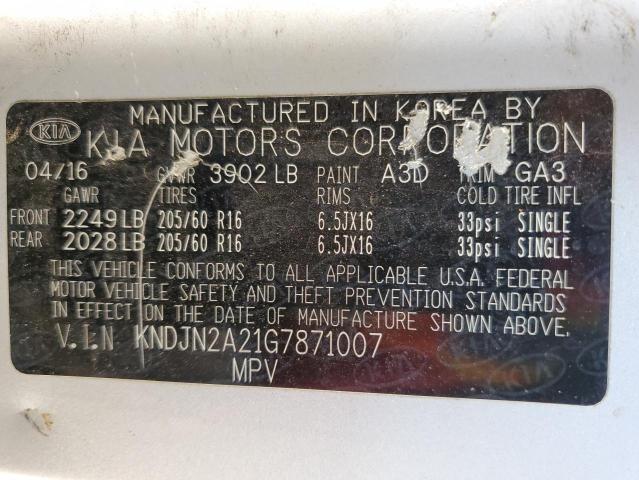 MANUFACTURED IN KOREA BY
KIA KIA MOTORS CORPORATION
04/16 GVWR 3902 LB PAINT A3D TRIM GA3
GAWR TIRES RIMS COLD TIRE INFL
FRONT 2249 LB 205/60 R16 6.5JX16 33psi SINGLE
REAR 2028 LB 205/60 R16 6.5JX16 33psi SINGLE
THIS VEHICLE CONFORMS TO ALL APPLICABLE U.S.A. FEDERAL
MOTOR VEHICLE SAFETY AND THEFT PREVENTION STANDARDS
IN EFFECT ON THE DATE OF MANUFACTURE SHOWN ABOVE.
V.I.N KNDJN2A21G7871007
MPV